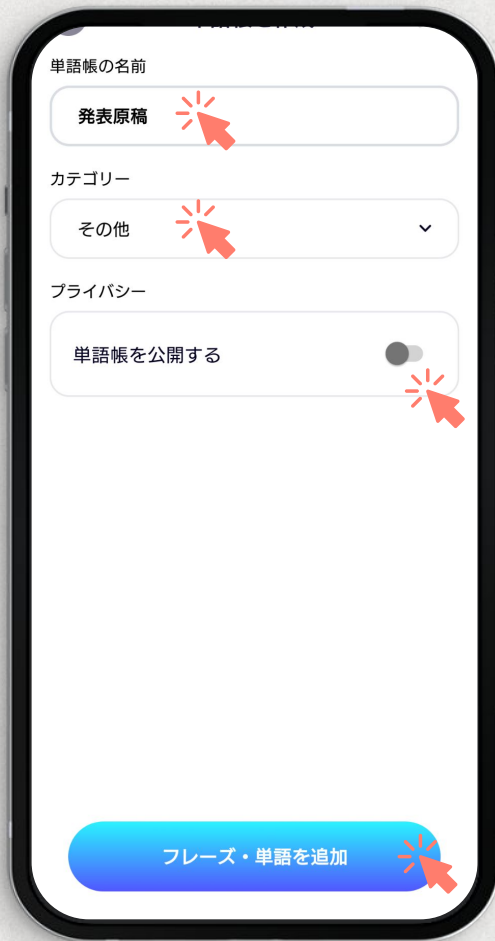 単語帳の名前
発表原稿
カテゴリー
その他
プライバシー
単語帳を公開する
フレーズ・単語を追加